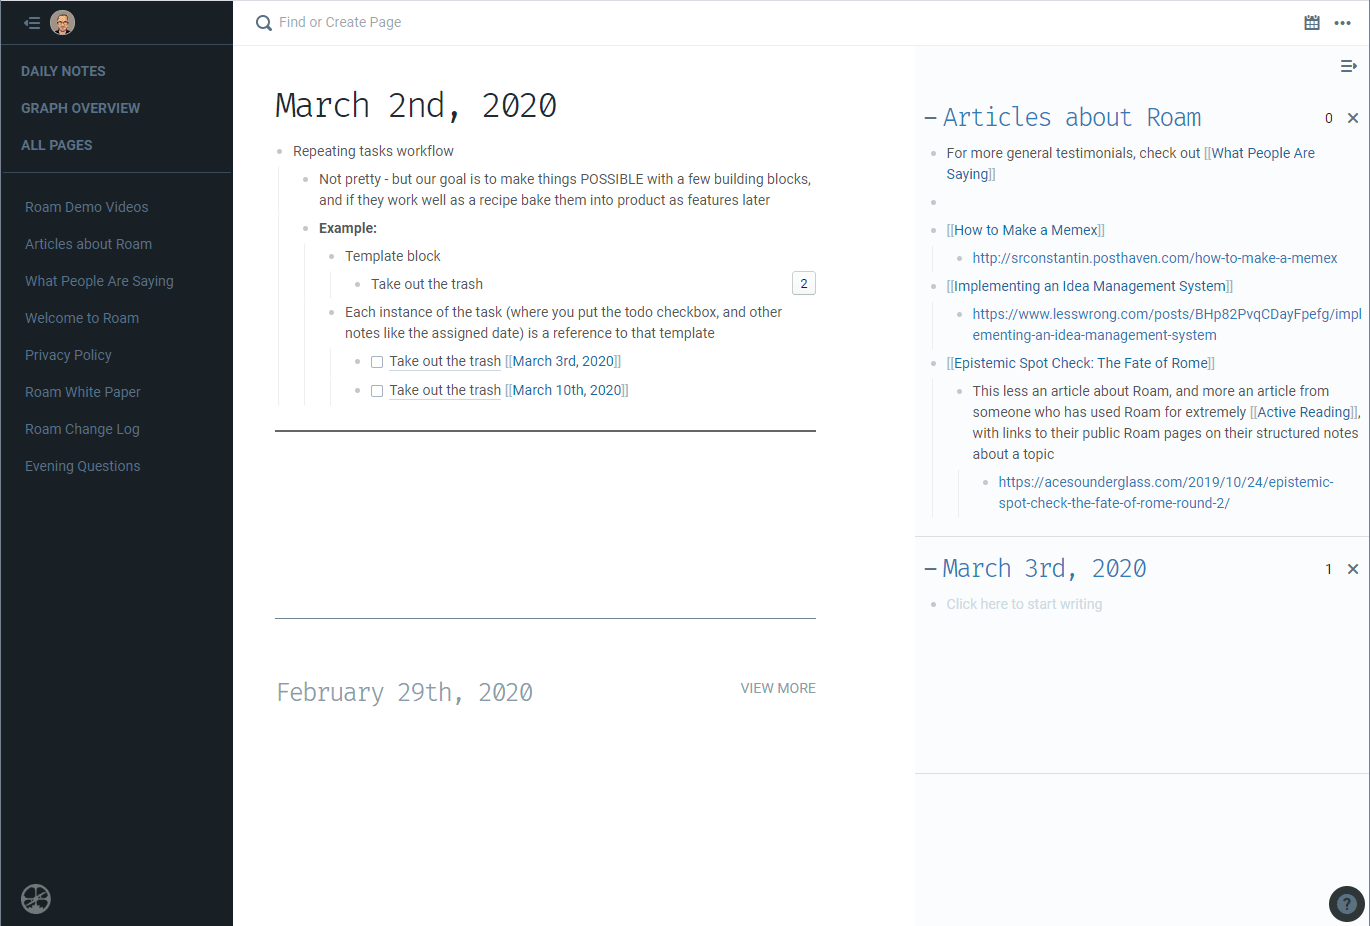 Find or Create Page
DAILY NOTES
GRAPH OVERVIEW
ALL PAGES
Roam Demo Videos
Articles about Roam
What People Are Saying
Welcome to Roam
Privacy Policy
Roam White Paper
Roam Change Log
Evening Questions
March 2nd, 2020
Repeating tasks workflow
Not pretty - but our goal is to make things POSSIBLE with a few building blocks,
and if they work well as a recipe bake them into product as features later
Example:
Template block
Take out the trash 2
Each instance of the task (where you put the todo checkbox, and other
notes like the assigned date) is a reference to that template
Take out the trash [[March 3rd, 2020]]
Take out the trash [[March 10th, 2020]]
February 29th, 2020 VIEW MORE
Articles about Roam 0
For more general testimonials, check out [[What People Are
Saying]]
[[How to Make a Memex]]
http://srconstantin.posthaven.com/how-to-make-a-memex
[[Implementing an Idea Management System]]
https://www.lesswrong.com/posts/BHp82PvqCDayFpefg/impl
ementing-an-idea-management-system
[[Epistemic Spot Check: The Fate of Rome]]
This less an article about Roam, and more an article from
someone who has used Roam for extremely [[Active Reading]],
with links to their public Roam pages on their structured notes
about a topic
https://acesounderglass.com/2019/10/24/epistemic-
spot-check-the-fate-of-rome-round-2/
March 3rd, 2020 1
Click here to start writing
?